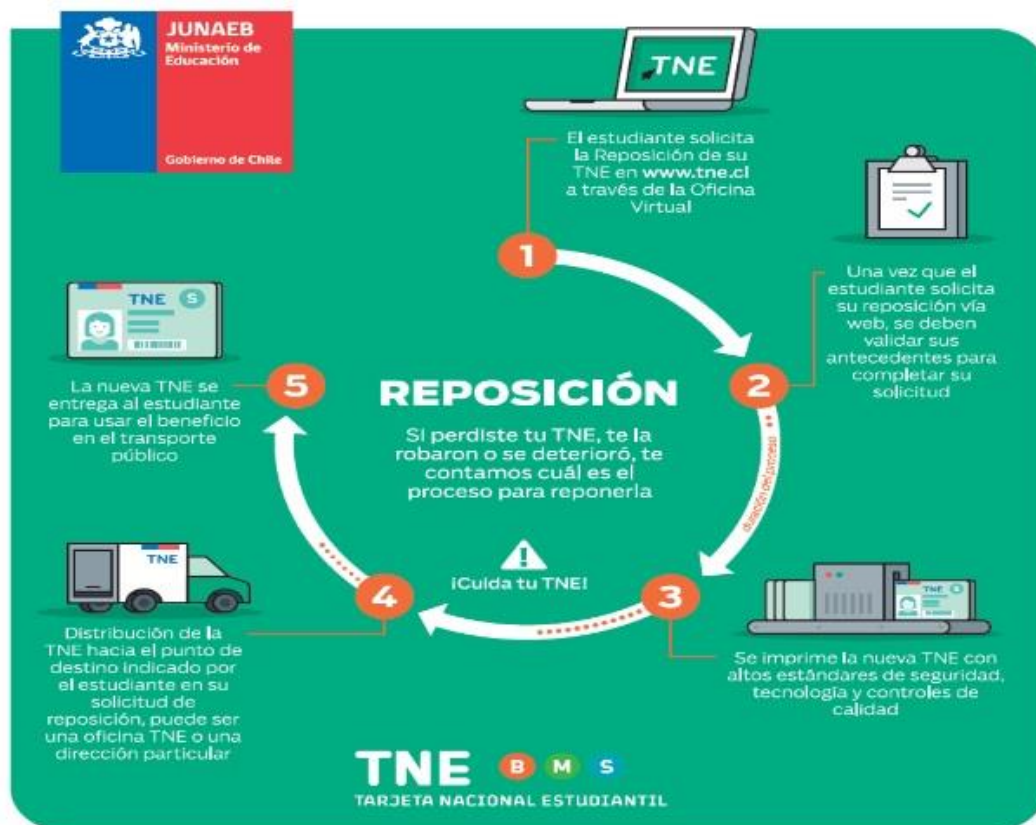 JUNAEB
Ministerio de
Educación
Gobierno de Chile
TNE
El estudiante solicita
la Reposición de su
TNE en www.tne.cl
a través de la Oficina
Virtual
1
Una vez que el
estudiante solicita
su reposición vía
web, se deben
validar sus
antecedentes para
completar su
solicitud
2
duración del proceso
REPOSICIÓN
Si perdiste tu TNE, te la
robaron o se deterioró, te
contamos cuál es el
proceso para reponerla
¡Cuida tu TNE!
3
TNE
Se imprime la nueva TNE con
altos estándares de seguridad,
tecnología y controles de
calidad
4
TNE
Distribución de la
TNE hacia el punto de
destino indicado por
el estudiante en su
solicitud de
reposición, puede ser
una oficina TNE o una
dirección particular
5
TNE S
La nueva TNE se
entrega al estudiante
para usar el beneficio
en el transporte
público
TNE B M S
TARJETA NACIONAL ESTUDIANTIL